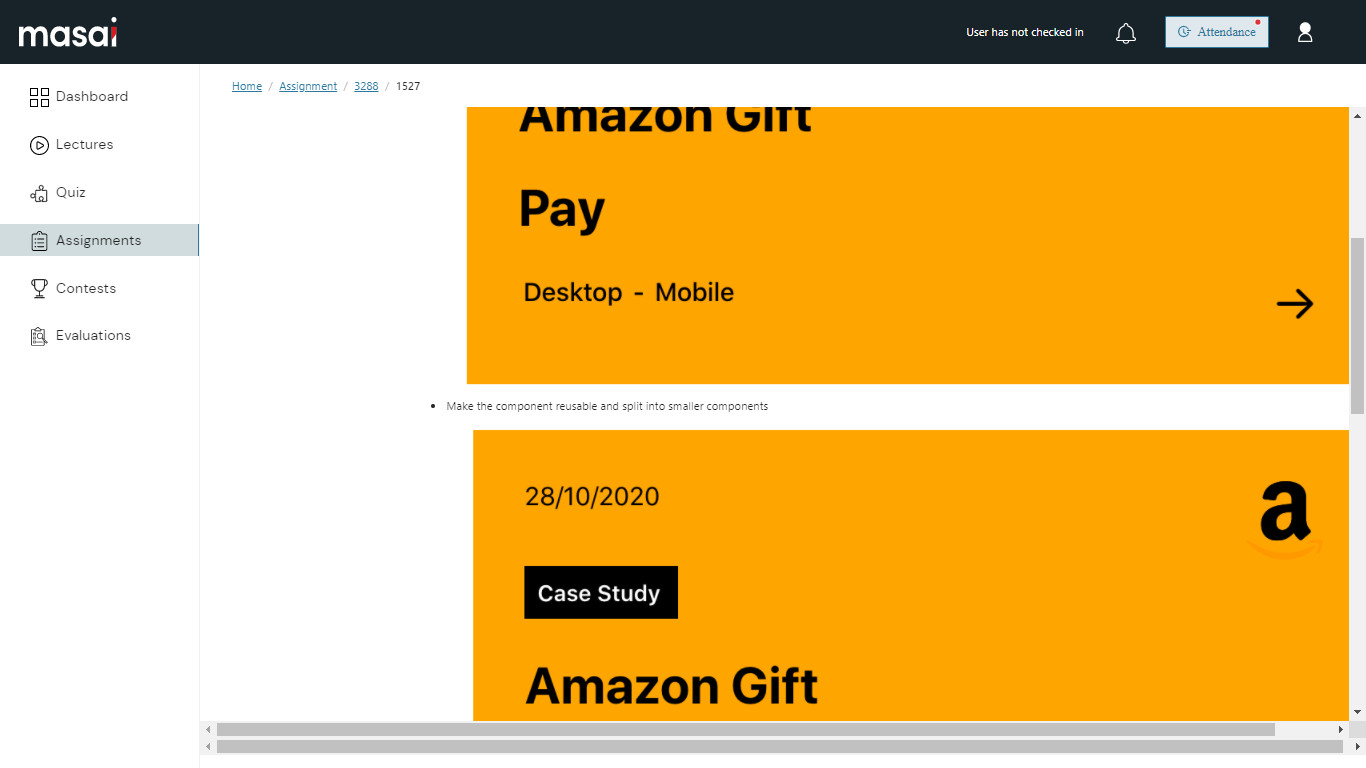 masai
User has not checked in
Attendance
Dashboard
Lectures
Quiz
Assignments
Contests
Evaluations
Home / Assignment / 3288 / 1527
Amazon Gift
Pay
Desktop - Mobile
Make the component reusable and split into smaller components
28/10/2020
a
Case Study
Amazon Gift